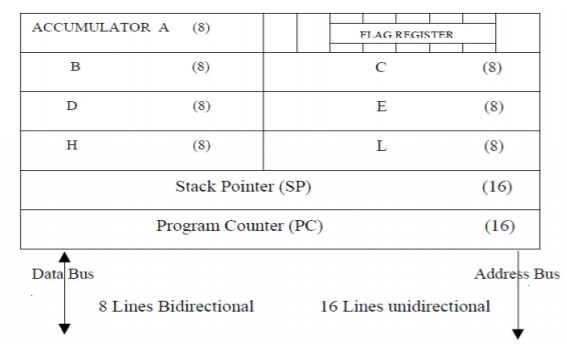 ACCUMULATOR A (8) FLAG REGISTER
B (8) C (8)
D (8) E (8)
H (8) L (8)
Stack Pointer (SP) (16)
Program Counter (PC) (16)
Data Bus Address Bus
8 Lines Bidirectional 16 Lines unidirectional